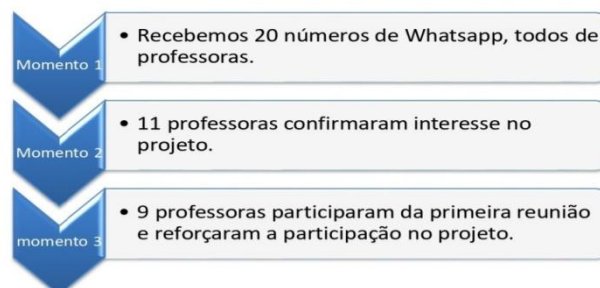 Momento 1
• Recebemos 20 números de Whatsapp, todos de
professoras.
Momento 2
• 11 professoras confirmaram interesse no
projeto.
momento 3
• 9 professoras participaram da primeira reunião
e reforçaram a participação no projeto.